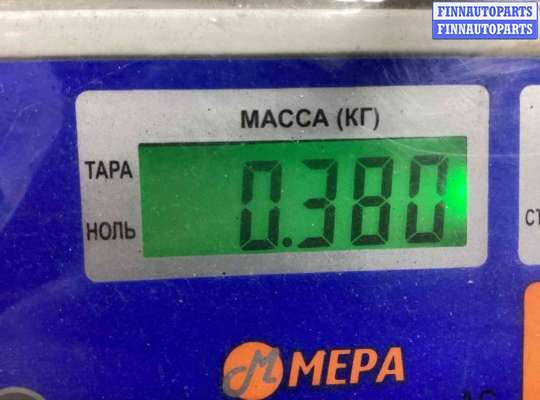 FINNAUTOPARTS
FINNAUTOPARTS
МАССА (КГ)
ТАРА
0.380
НОЛЬ
МЕРА